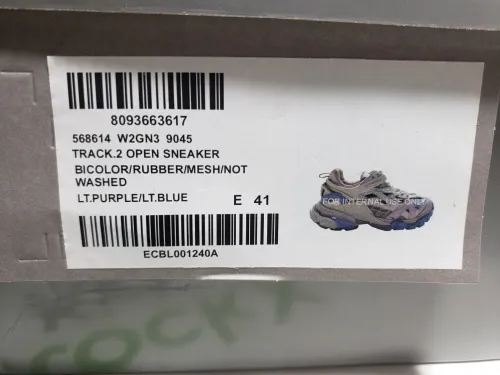 8093663617
568614 W2GN3 9045
TRACK.2 OPEN SNEAKER
BICOLOR/RUBBER/MESH/NOT
WASHED
LT.PURPLE/LT.BLUE E 41
FOR INTERNAL USE ONLY
ECBL001240A
OCKX